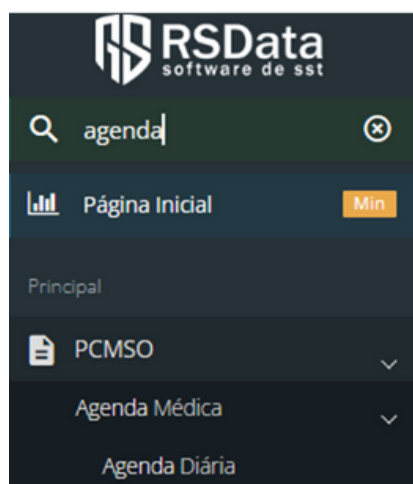 RSData
software de sst
agenda
Página Inicial
Min
Principal
PCMSO
Agenda Médica
Agenda Diária